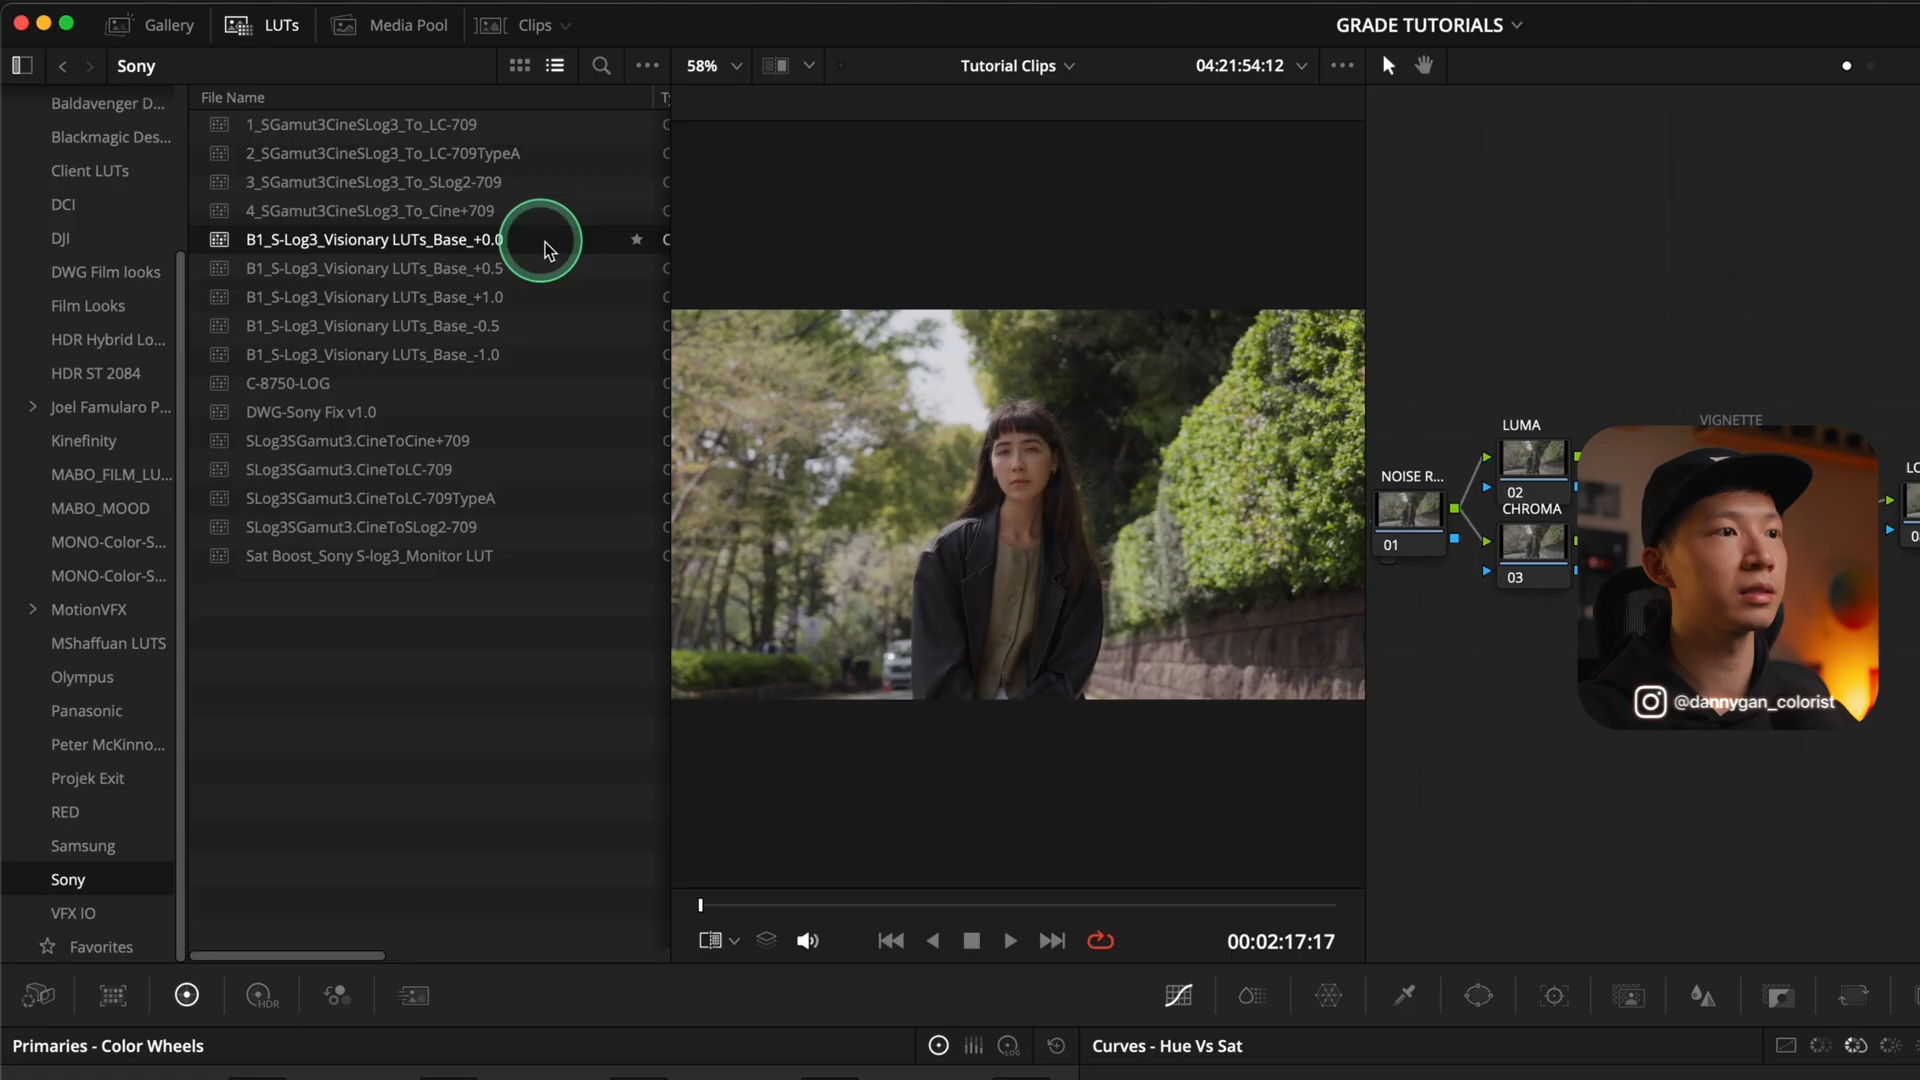 Gallery
LUTs
Media Pool
Clips
GRADE TUTORIALS
Sony
58%
Tutorial Clips
04:21:54:12
Baldavenger D...
Blackmagic Des...
Client LUTs
DCI
DJI
DWG Film looks
Film Looks
HDR Hybrid Lo...
HDR ST 2084
Joel Famularo P...
Kinefinity
MABO_FILM_LU...
MABO_MOOD
MONO-Color-S...
MONO-Color-S...
MotionVFX
MShaffuan LUTS
Olympus
Panasonic
Peter McKinno...
Projek Exit
RED
Samsung
Sony
VFX IO
Favorites
File Name
1_SGamut3CineSLog3_To_LC-709
2_SGamut3CineSLog3_To_LC-709TypeA
3_SGamut3CineSLog3_To_SLog2-709
4_SGamut3CineSLog3_To_Cine+709
B1_S-Log3_Visionary LUTs_Base_+0.0
B1_S-Log3_Visionary LUTs_Base_+0.5
B1_S-Log3_Visionary LUTs_Base_+1.0
B1_S-Log3_Visionary LUTs_Base_-0.5
B1_S-Log3_Visionary LUTs_Base_-1.0
C-8750-LOG
DWG-Sony Fix v1.0
SLog3SGamut3.CineToCine+709
SLog3SGamut3.CineToLC-709
SLog3SGamut3.CineToLC-709TypeA
SLog3SGamut3.CineToSLog2-709
Sat Boost_Sony S-log3_Monitor LUT
NOISE R...
01
LUMA
02
CHROMA
03
VIGNETTE
@dannygan_colorist
00:02:17:17
HDR
Primaries - Color Wheels
LOG
Curves - Hue Vs Sat